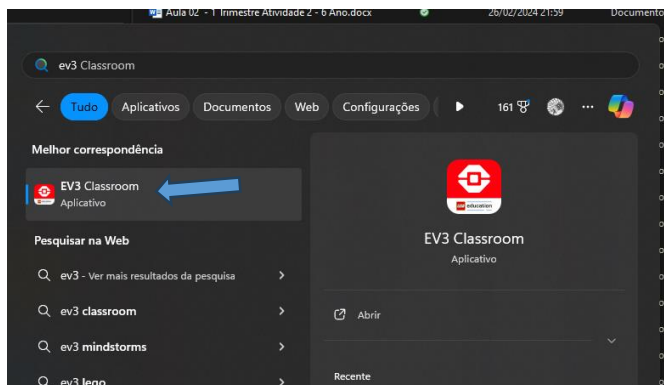 Aula 02 - 1 Trimestre Atividade 2 - 6 Ano.docx 26/02/2024 21:59 Documento
ev3 Classroom
Tudo Aplicativos Documentos Web Configurações 161 ...
Melhor correspondência
EV3 Classroom
Aplicativo
education
EV3 Classroom
Aplicativo
Pesquisar na Web
ev3 - Ver mais resultados da pesquisa
ev3 classroom
Abrir
ev3 mindstorms
ev3 lego
Recente